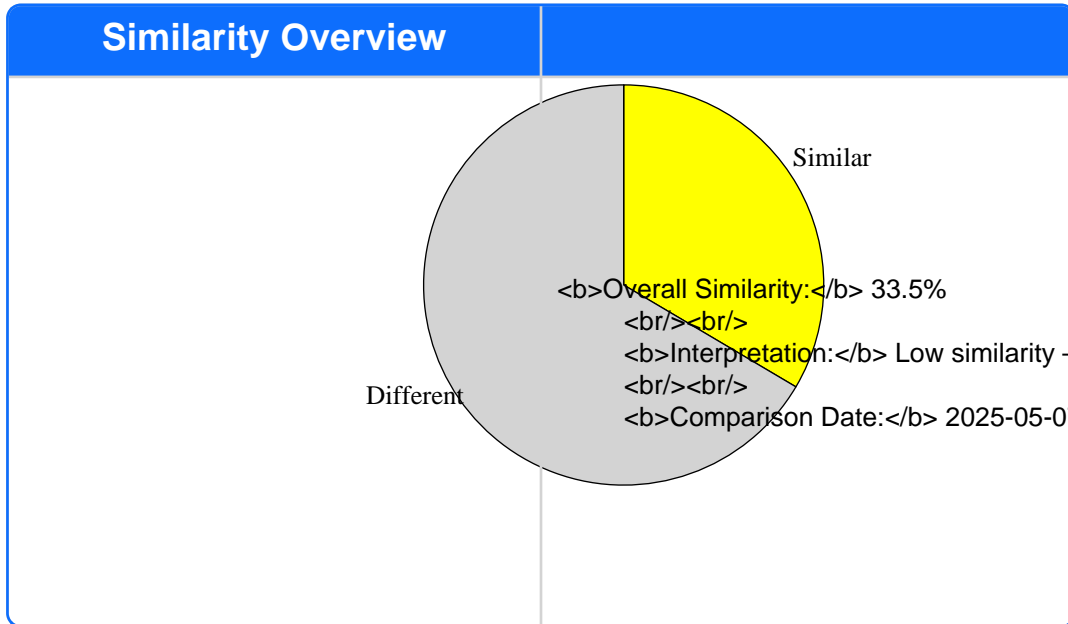 Similarity Overview
Similar
<b>Overall Similarity:</b> 33.5%
<br/><br/>
<b>Interpretation:</b> Low similarity -
<br/><br/>
Different
<b>Comparison Date:</b> 2025-05-0